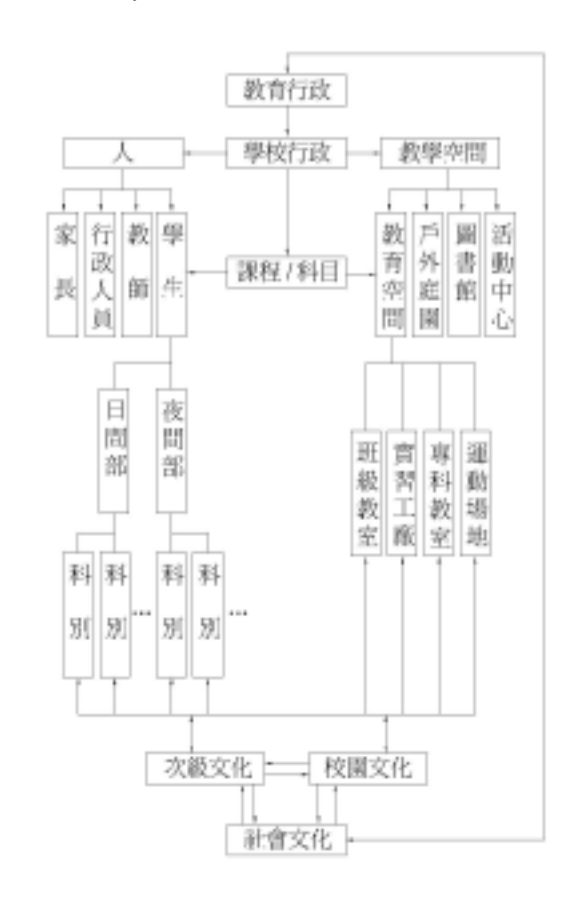 教育行政
人
學校行政
教學空間
家長
行政人員
教師
學生
課程/科目
教育空間
戶外庭園
圖書館
活動中心
日間部
夜間部
班級教室
實習工廠
專科教室
運動場地
科別
科別
...
科別
科別
...
次級文化
校園文化
社會文化